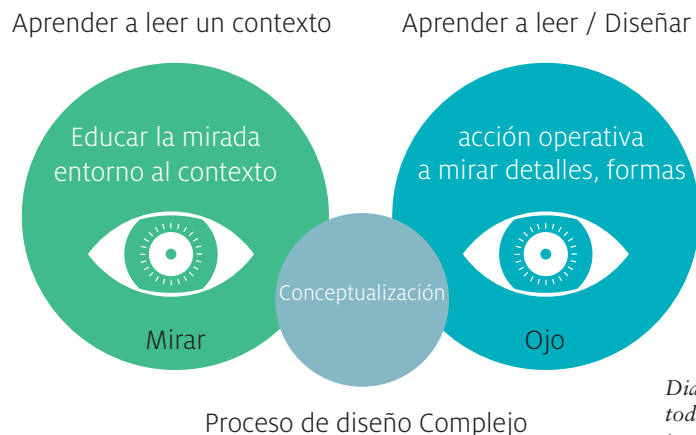 Aprender a leer un contexto
Aprender a leer / Diseñar
Educar la mirada
entorno al contexto
acción operativa
a mirar detalles, formas
Conceptualización
Mirar
Ojo
Proceso de diseño Complejo